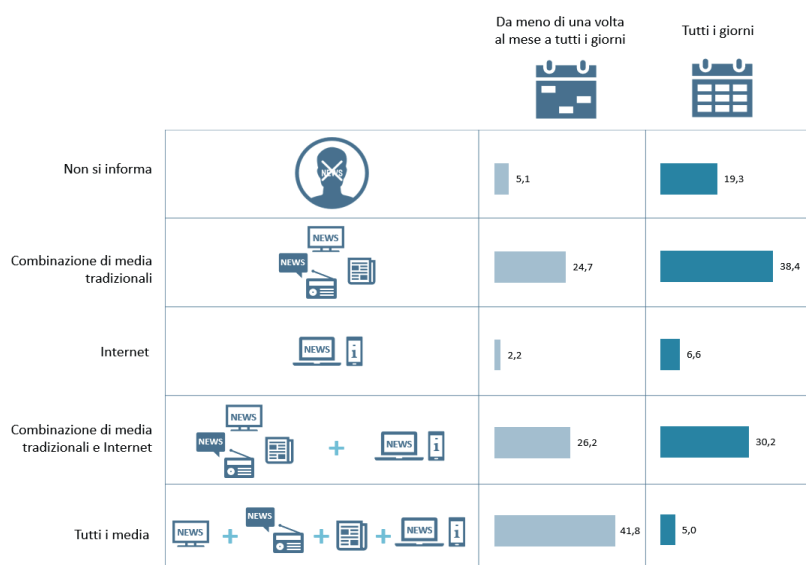 Da meno di una volta
al mese a tutti i giorni
Tutti i giorni
Non si informa
NEWS
5,1
19,3
Combinazione di media
tradizionali
NEWS
NEWS
24,7
38,4
Internet
NEWS
i
2,2
6,6
Combinazione di media
tradizionali e Internet
NEWS
NEWS
+
NEWS
i
26,2
30,2
Tutti i media
NEWS
+
NEWS
+
+
NEWS
i
41,8
5,0